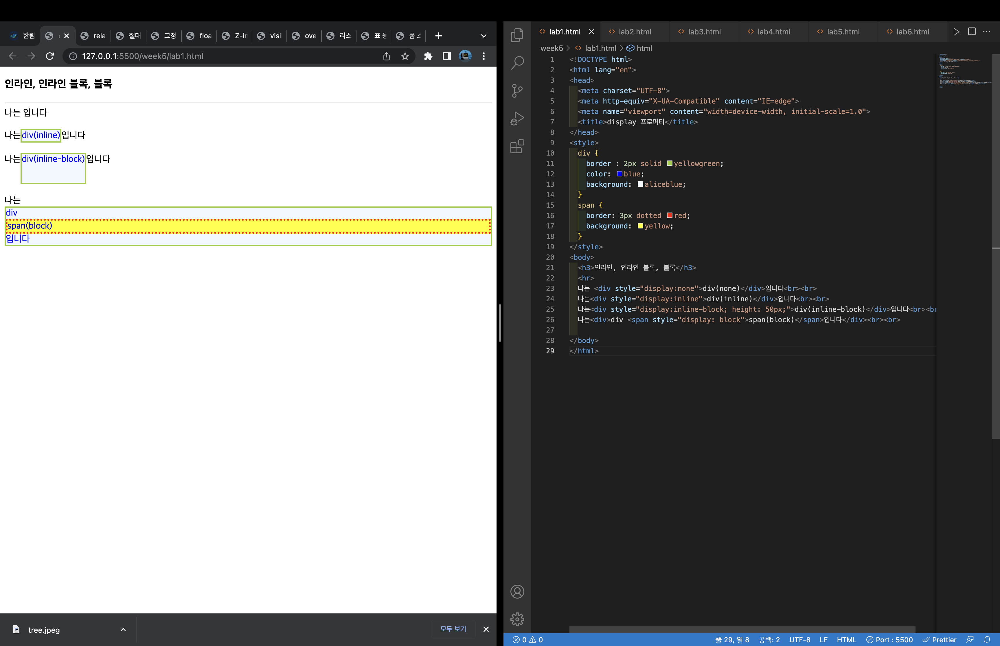 한림
rela
절대
고정
floa
Z-in
visi
ove
리스
표 응
폼 스
127.0.0.1:5500/week5/lab1.html
인라인, 인라인 블록, 블록
나는 입니다
나는div(inline)입니다
나는div(inline-block)입니다
나는
div
span(block)
입니다
tree.jpeg
모두 보기
lab1.html
lab2.html
lab3.html
lab4.html
lab5.html
lab6.html
week5 > lab1.html > html
1 <!DOCTYPE html>
2 <html lang="en">
3 <head>
4 <meta charset="UTF-8">
5 <meta http-equiv="X-UA-Compatible" content="IE=edge">
6 <meta name="viewport" content="width=device-width, initial-scale=1.0">
7 <title>display 프로퍼티</title>
8 </head>
9 <style>
10 div {
11 border : 2px solid yellowgreen;
12 color: blue;
13 background: aliceblue;
14 }
15 span {
16 border: 3px dotted red;
17 background: yellow;
18 }
19 </style>
20 <body>
21 <h3>인라인, 인라인 블록, 블록</h3>
22 <hr>
23 나는 <div style="display:none">div(none)</div>입니다<br><br>
24 나는<div style="display:inline">div(inline)</div>입니다<br><br>
25 나는<div style="display:inline-block; height: 50px;">div(inline-block)</div>입니다<br><br
26 나는<div>div <span style="display: block">span(block)</span>입니다</div><br><br>
27
28 </body>
29 </html>
0 0
줄 29, 열 8
공백: 2
UTF-8
LF
HTML
Port : 5500
Prettier